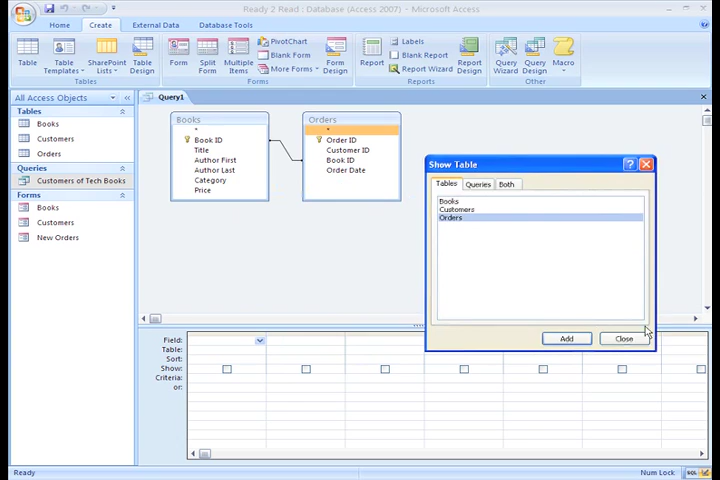 Ready 2 Read : Database (Access 2007) - Microsoft Access
Home Create External Data Database Tools
Table Table Templates SharePoint Lists Table Design
Tables
Form Split Form Multiple Items PivotChart Blank Form More Forms Form Design
Forms
Report Labels Blank Report Report Wizard Report Design
Reports
Query Wizard Query Design Macro
Other
All Access Objects
Tables
Books
Customers
Orders
Queries
Customers of Tech Books
Forms
Books
Customers
New Orders
Query1
Books
*
Book ID
Title
Author First
Author Last
Category
Price
Orders
*
Order ID
Customer ID
Book ID
Order Date
Show Table
Tables Queries Both
Books
Customers
Orders
Add Close
Field:
Table:
Sort:
Show:
Criteria:
or:
Ready
Num Lock
SQL